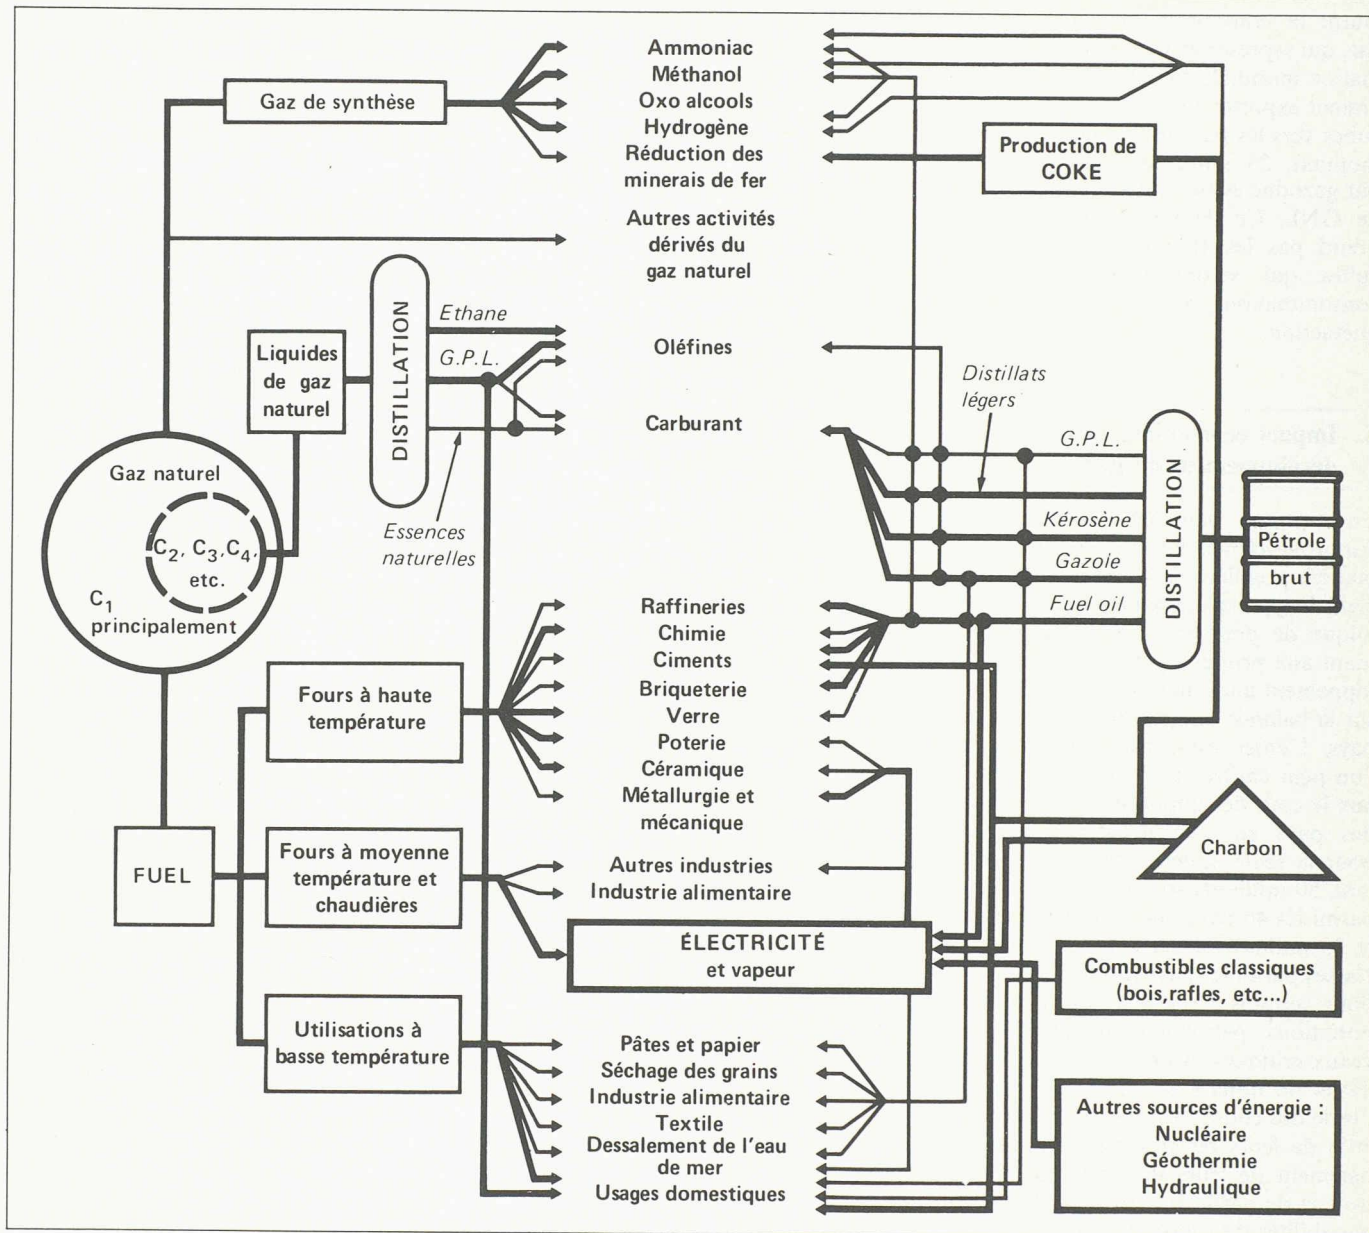 Ammoniac
Méthanol
Oxo alcools
Hydrogène
Réduction des
minerais de fer
Autres activités
dérivés du
gaz naturel
Gaz de synthèse
Production de
COKE
Liquides
de gaz
naturel
DISTILLATION
Ethane
G.P.L.
Essences
naturelles
Oléfines
Carburant
Distillats
légers
G.P.L.
Kérosène
Gazole
Fuel oil
DISTILLATION
Pétrole
brut
Gaz naturel
C2, C3, C4,
etc.
C1
principalement
Raffineries
Chimie
Ciments
Briqueterie
Verre
Poterie
Céramique
Métallurgie et
mécanique
Fours à haute
température
FUEL
Fours à moyenne
température et
chaudières
Autres industries
Industrie alimentaire
ÉLECTRICITÉ
et vapeur
Charbon
Combustibles classiques
(bois,rafles, etc...)
Utilisations à
basse température
Pâtes et papier
Séchage des grains
Industrie alimentaire
Textile
Dessalement de l'eau
de mer
Usages domestiques
Autres sources d'énergie :
Nucléaire
Géothermie
Hydraulique